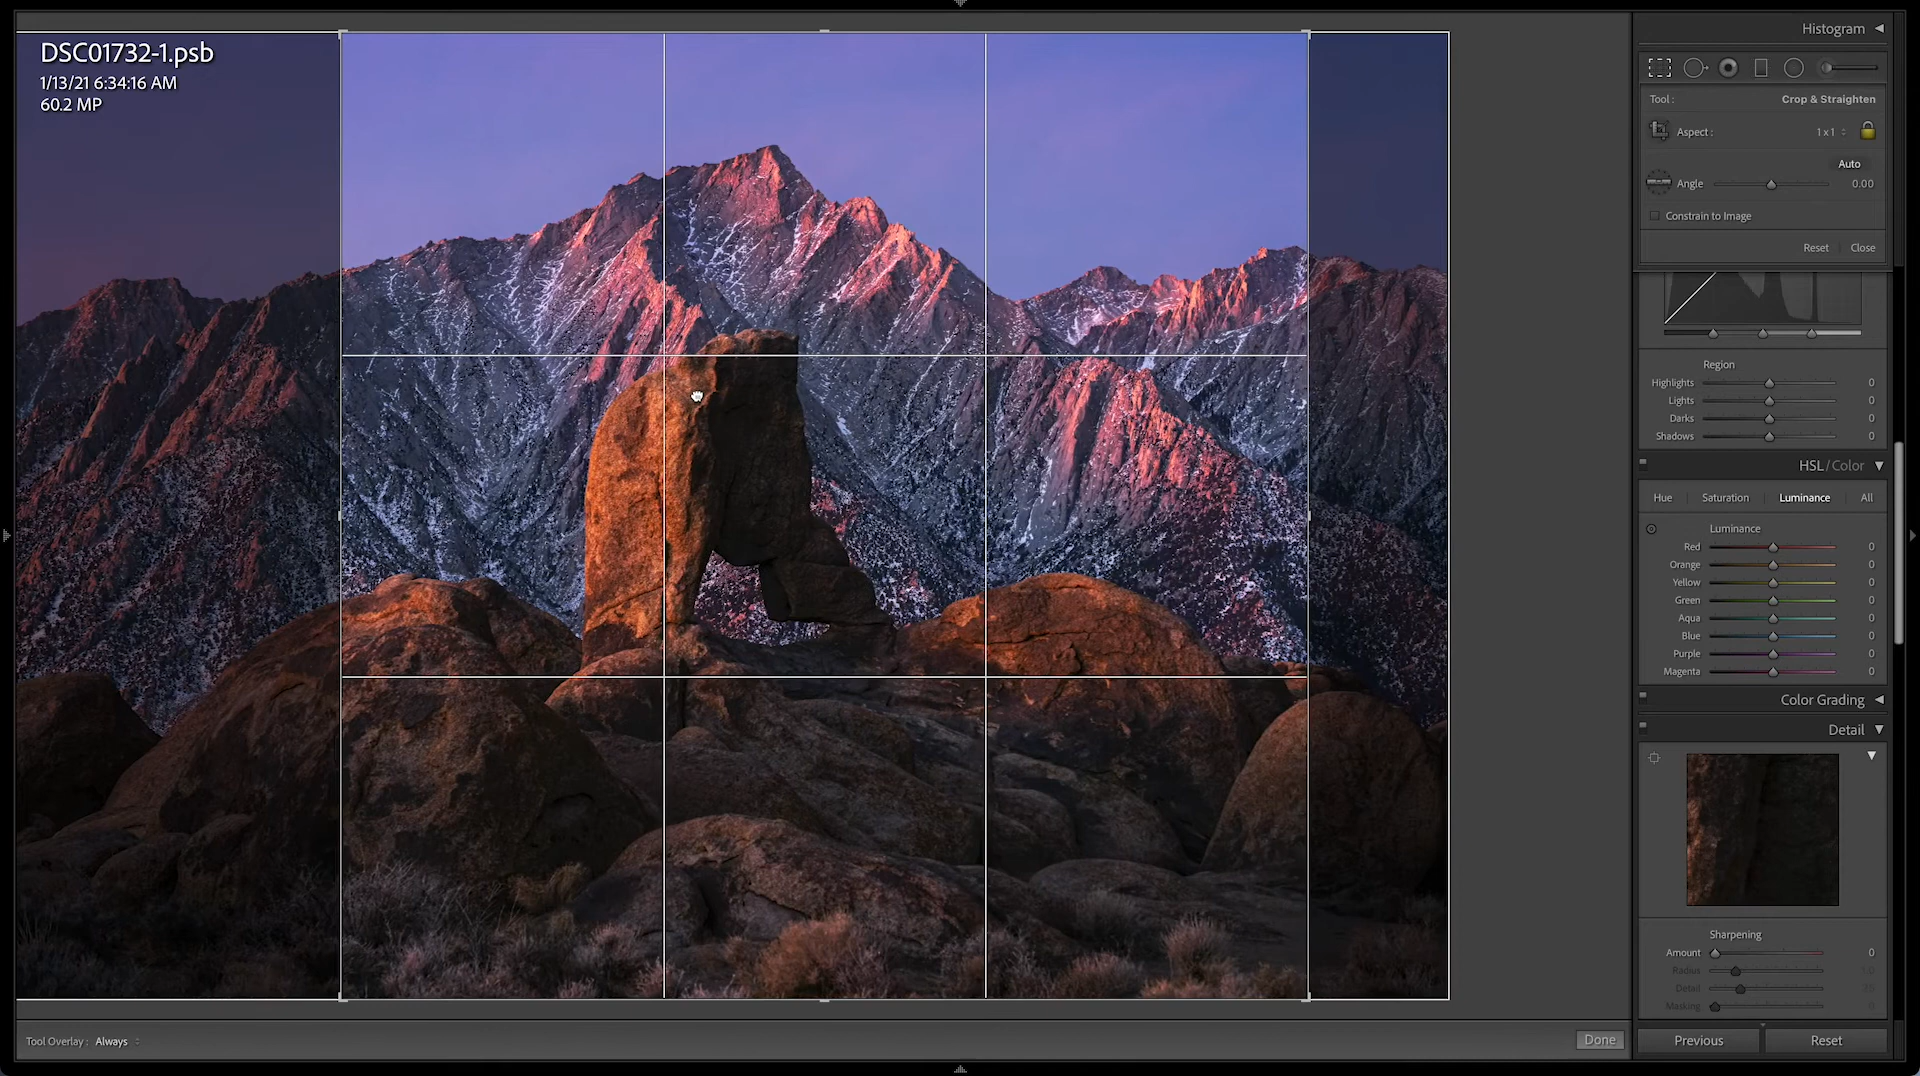 DSC01732-1.psb
1/13/21 6:34:16 AM
60.2 MP
Histogram
Tool : Crop & Straighten
Aspect : 1 x 1
Auto
Angle 0.00
Constrain to Image
Reset Close
Region
Highlights 0
Lights 0
Darks 0
Shadows 0
HSL / Color
Hue Saturation Luminance All
Luminance
Red 0
Orange 0
Yellow 0
Green 0
Aqua 0
Blue 0
Purple 0
Magenta 0
Color Grading
Detail
Sharpening
Amount 0
Radius
Detail
Masking
Tool Overlay : Always
Done
Previous Reset